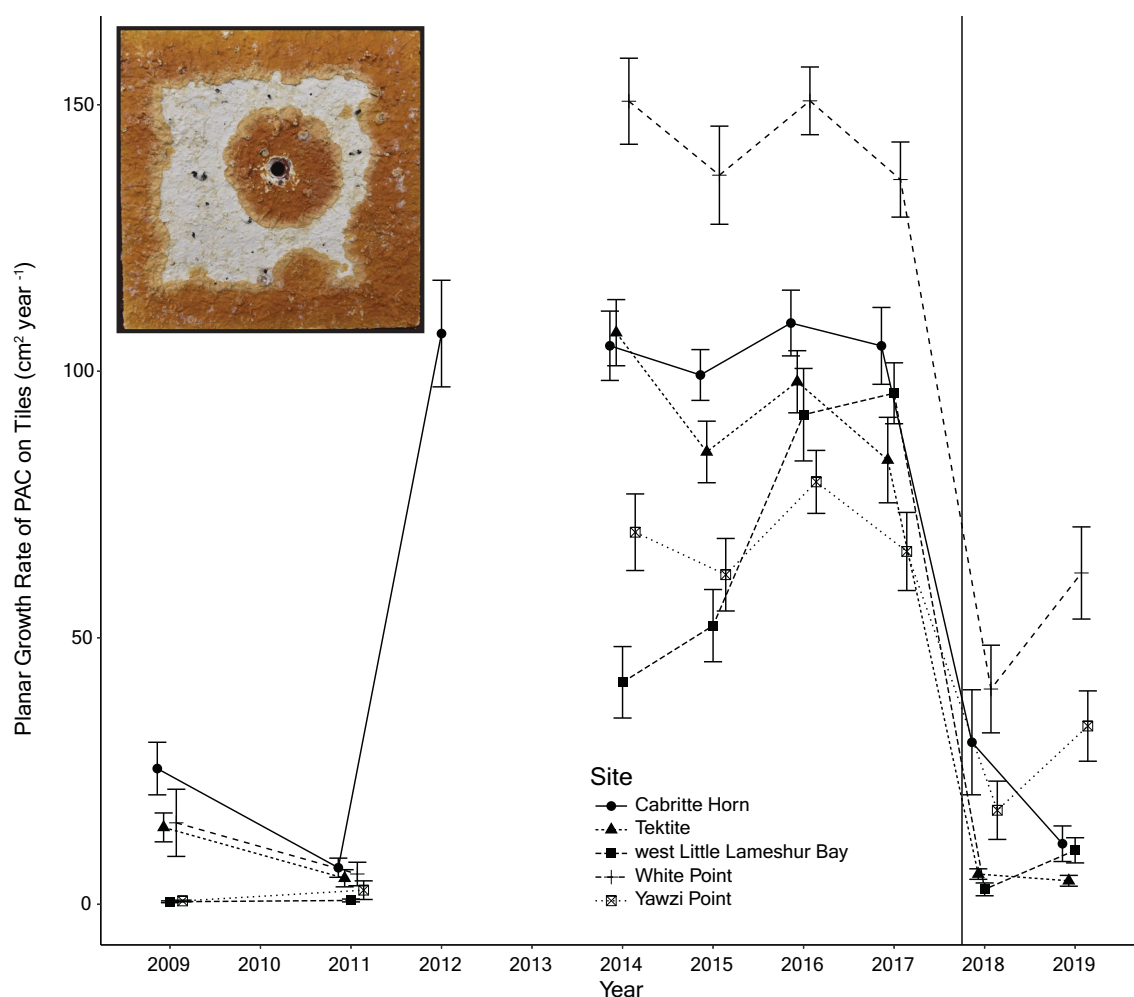 Planar Growth Rate of PAC on Tiles (cm² year ⁻¹)
150
100
50
0
Site
Cabritte Horn
Tektite
west Little Lameshur Bay
White Point
Yawzi Point
2009 2010 2011 2012 2013 2014 2015 2016 2017 2018 2019
Year